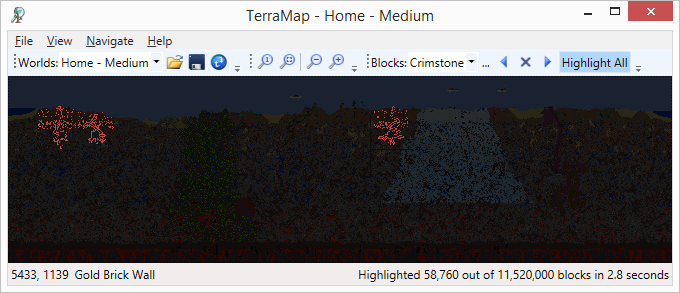 TerraMap - Home - Medium
File View Navigate Help
Worlds: Home - Medium Blocks: Crimstone ... Highlight All
5433, 1139 Gold Brick Wall Highlighted 58,760 out of 11,520,000 blocks in 2.8 seconds